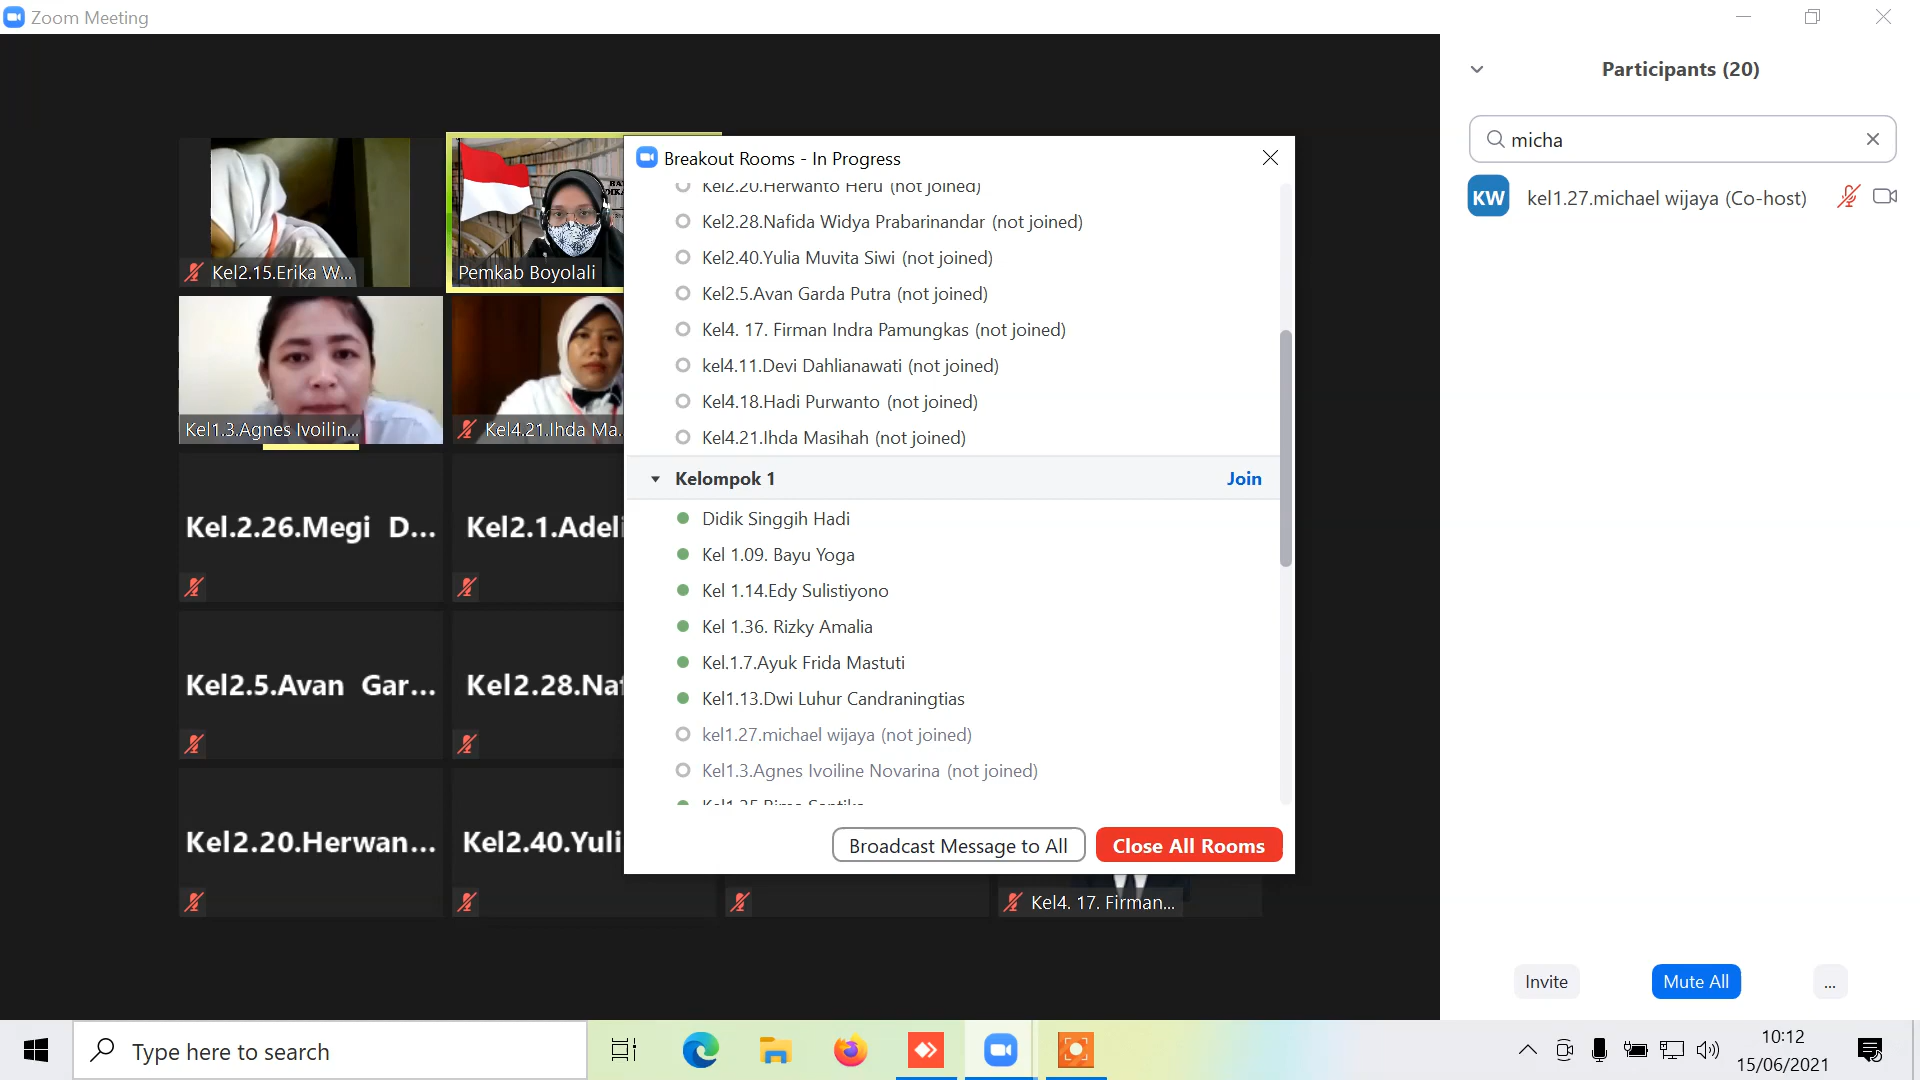 Zoom Meeting
Kel2.15.Erika W...
Pemkab Boyolali
Kel1.3.Agnes Ivoilin...
Kel4.21.Ihda Ma...
Kel.2.26.Megi D...
Kel2.1.Adeli
Kel2.5.Avan Gar...
Kel2.28.Naf
Kel2.20.Herwan...
Kel2.40.Yuli
Kel4. 17. Firman...
Breakout Rooms - In Progress
Kel2.20.Herwanto Heru (not joined)
Kel2.28.Nafida Widya Prabarinandar (not joined)
Kel2.40.Yulia Muvita Siwi (not joined)
Kel2.5.Avan Garda Putra (not joined)
Kel4. 17. Firman Indra Pamungkas (not joined)
kel4.11.Devi Dahlianawati (not joined)
Kel4.18.Hadi Purwanto (not joined)
Kel4.21.Ihda Masihah (not joined)
Kelompok 1
Join
Didik Singgih Hadi
Kel 1.09. Bayu Yoga
Kel 1.14.Edy Sulistiyono
Kel 1.36. Rizky Amalia
Kel.1.7.Ayuk Frida Mastuti
Kel1.13.Dwi Luhur Candraningtias
kel1.27.michael wijaya (not joined)
Kel1.3.Agnes Ivoiline Novarina (not joined)
Broadcast Message to All
Close All Rooms
Participants (20)
micha
KW
kel1.27.michael wijaya (Co-host)
Invite
Mute All
...
Type here to search
10:12
15/06/2021